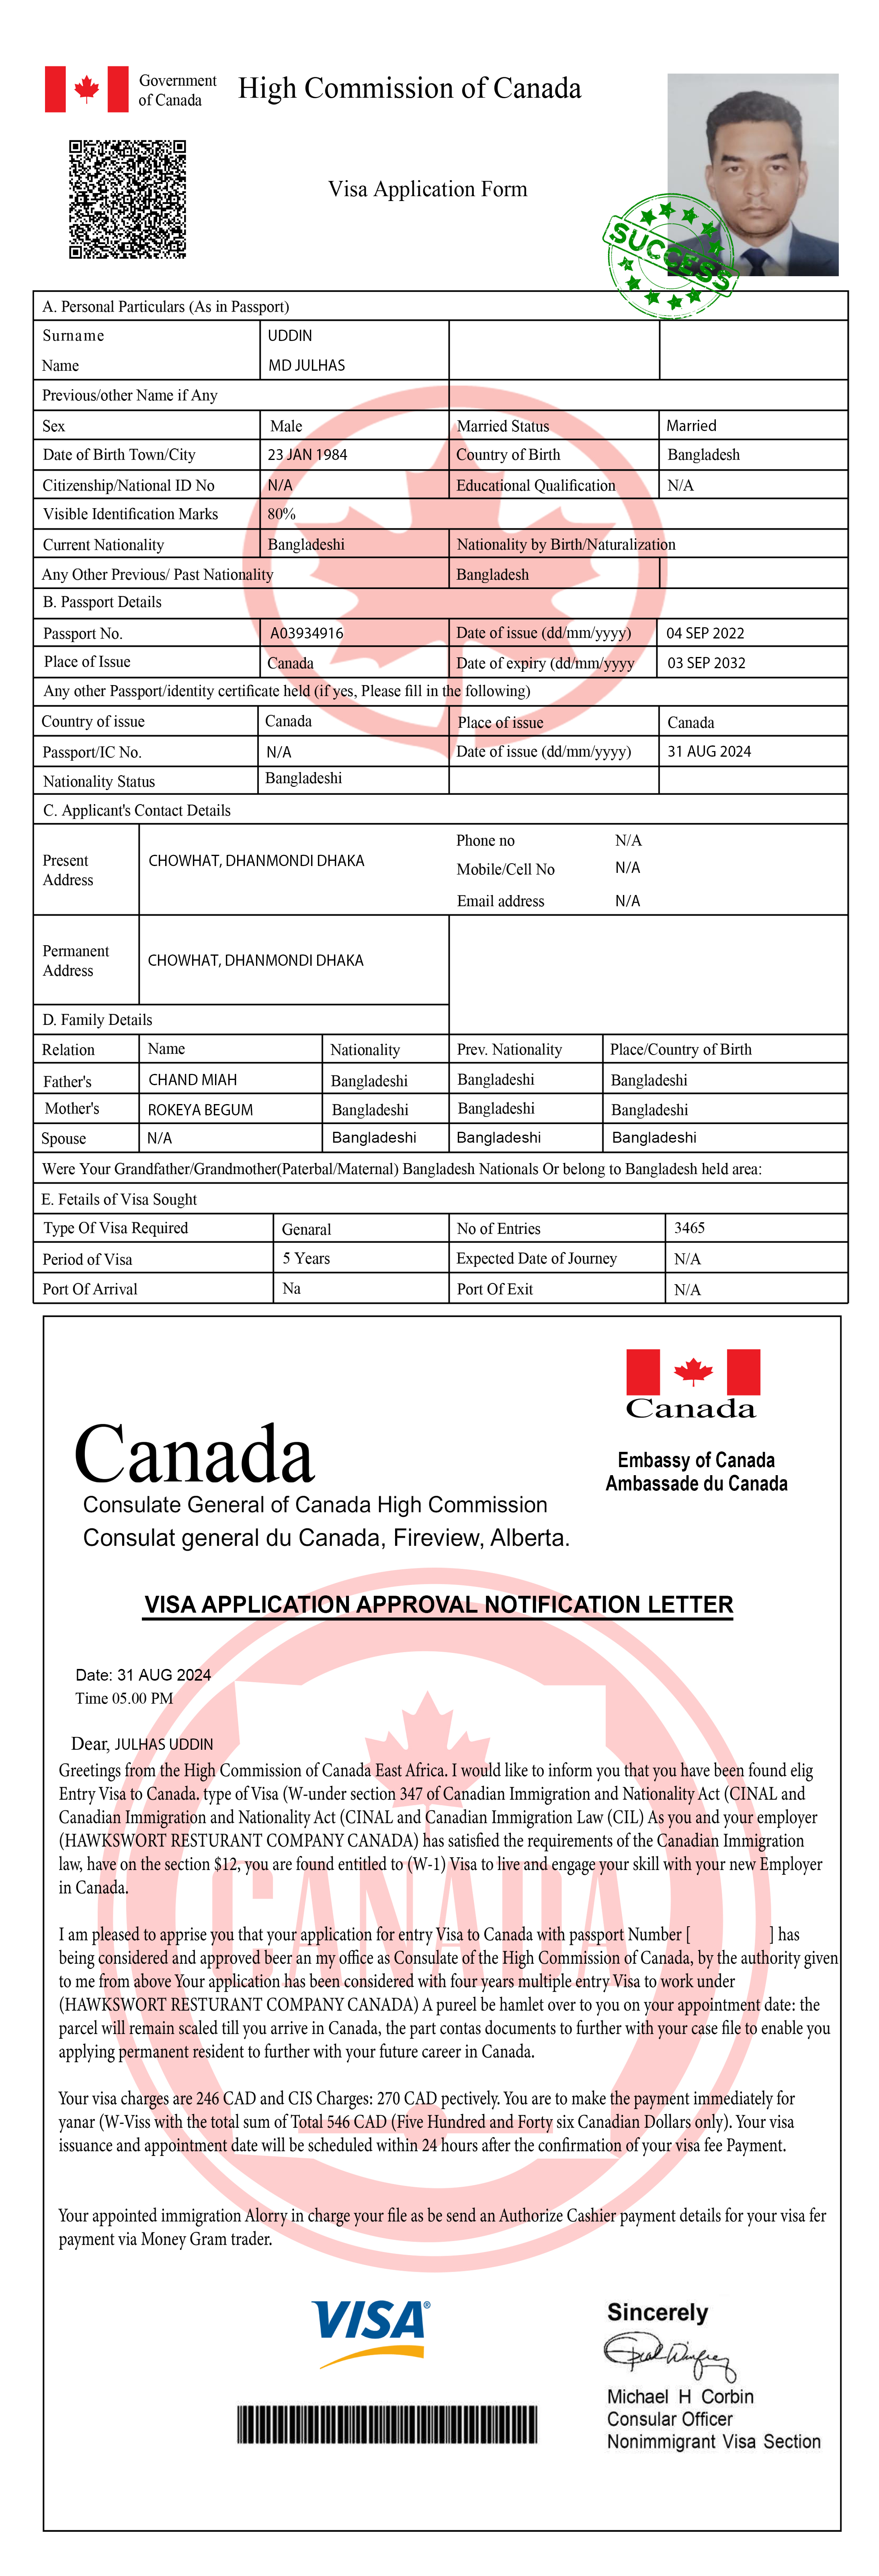 Government
of Canada
High Commission of Canada
Visa Application Form
SUCCESS
A. Personal Particulars (As in Passport)
Surname UDDIN
Name MD JULHAS
Previous/other Name if Any
Sex Male Married Status Married
Date of Birth Town/City 23 JAN 1984 Country of Birth Bangladesh
Citizenship/National ID No N/A Educational Qualification N/A
Visible Identification Marks 80%
Current Nationality Bangladeshi Nationality by Birth/Naturalization
Any Other Previous/ Past Nationality Bangladesh
B. Passport Details
Passport No. A03934916 Date of issue (dd/mm/yyyy) 04 SEP 2022
Place of Issue Canada Date of expiry (dd/mm/yyyy 03 SEP 2032
Any other Passport/identity certificate held (if yes, Please fill in the following)
Country of issue Canada Place of issue Canada
Passport/IC No. N/A Date of issue (dd/mm/yyyy) 31 AUG 2024
Nationality Status Bangladeshi
C. Applicant's Contact Details
Present
Address
CHOWHAT, DHANMONDI DHAKA
Phone no N/A
Mobile/Cell No N/A
Email address N/A
Permanent
Address
CHOWHAT, DHANMONDI DHAKA
D. Family Details
Relation Name Nationality Prev. Nationality Place/Country of Birth
Father's CHAND MIAH Bangladeshi Bangladeshi Bangladeshi
Mother's ROKEYA BEGUM Bangladeshi Bangladeshi Bangladeshi
Spouse N/A Bangladeshi Bangladeshi Bangladeshi
Were Your Grandfather/Grandmother(Paterbal/Maternal) Bangladesh Nationals Or belong to Bangladesh held area:
E. Fetails of Visa Sought
Type Of Visa Required Genaral No of Entries 3465
Period of Visa 5 Years Expected Date of Journey N/A
Port Of Arrival Na Port Of Exit N/A
Canada
Embassy of Canada
Ambassade du Canada
Canada
Consulate General of Canada High Commission
Consulat general du Canada, Fireview, Alberta.
VISA APPLICATION APPROVAL NOTIFICATION LETTER
Date: 31 AUG 2024
Time 05.00 PM
Dear, JULHAS UDDIN
Greetings from the High Commission of Canada East Africa. I would like to inform you that you have been found elig
Entry Visa to Canada. type of Visa (W-under section 347 of Canadian Immigration and Nationality Act (CINAL and
Canadian Immigration and Nationality Act (CINAL and Canadian Immigration Law (CIL) As you and your employer
(HAWKSWORT RESTURANT COMPANY CANADA) has satisfied the requirements of the Canadian Immigration
law, have on the section $12, you are found entitled to (W-1) Visa to live and engage your skill with your new Employer
in Canada.
I am pleased to apprise you that your application for entry Visa to Canada with passport Number [ ] has
being considered and approved beer an my office as Consulate of the High Commission of Canada, by the authority given
to me from above Your application has been considered with four years multiple entry Visa to work under
(HAWKSWORT RESTURANT COMPANY CANADA) A pureel be hamlet over to you on your appointment date: the
parcel will remain scaled till you arrive in Canada, the part contas documents to further with your case file to enable you
applying permanent resident to further with your future career in Canada.
Your visa charges are 246 CAD and CIS Charges: 270 CAD pectively. You are to make the payment immediately for
yanar (W-Viss with the total sum of Total 546 CAD (Five Hundred and Forty six Canadian Dollars only). Your visa
issuance and appointment date will be scheduled within 24 hours after the confirmation of your visa fee Payment.
Your appointed immigration Alorry in charge your file as be send an Authorize Cashier payment details for your visa fer
payment via Money Gram trader.
CANADA
VISA®
Sincerely
Michael H Corbin
Consular Officer
Nonimmigrant Visa Section